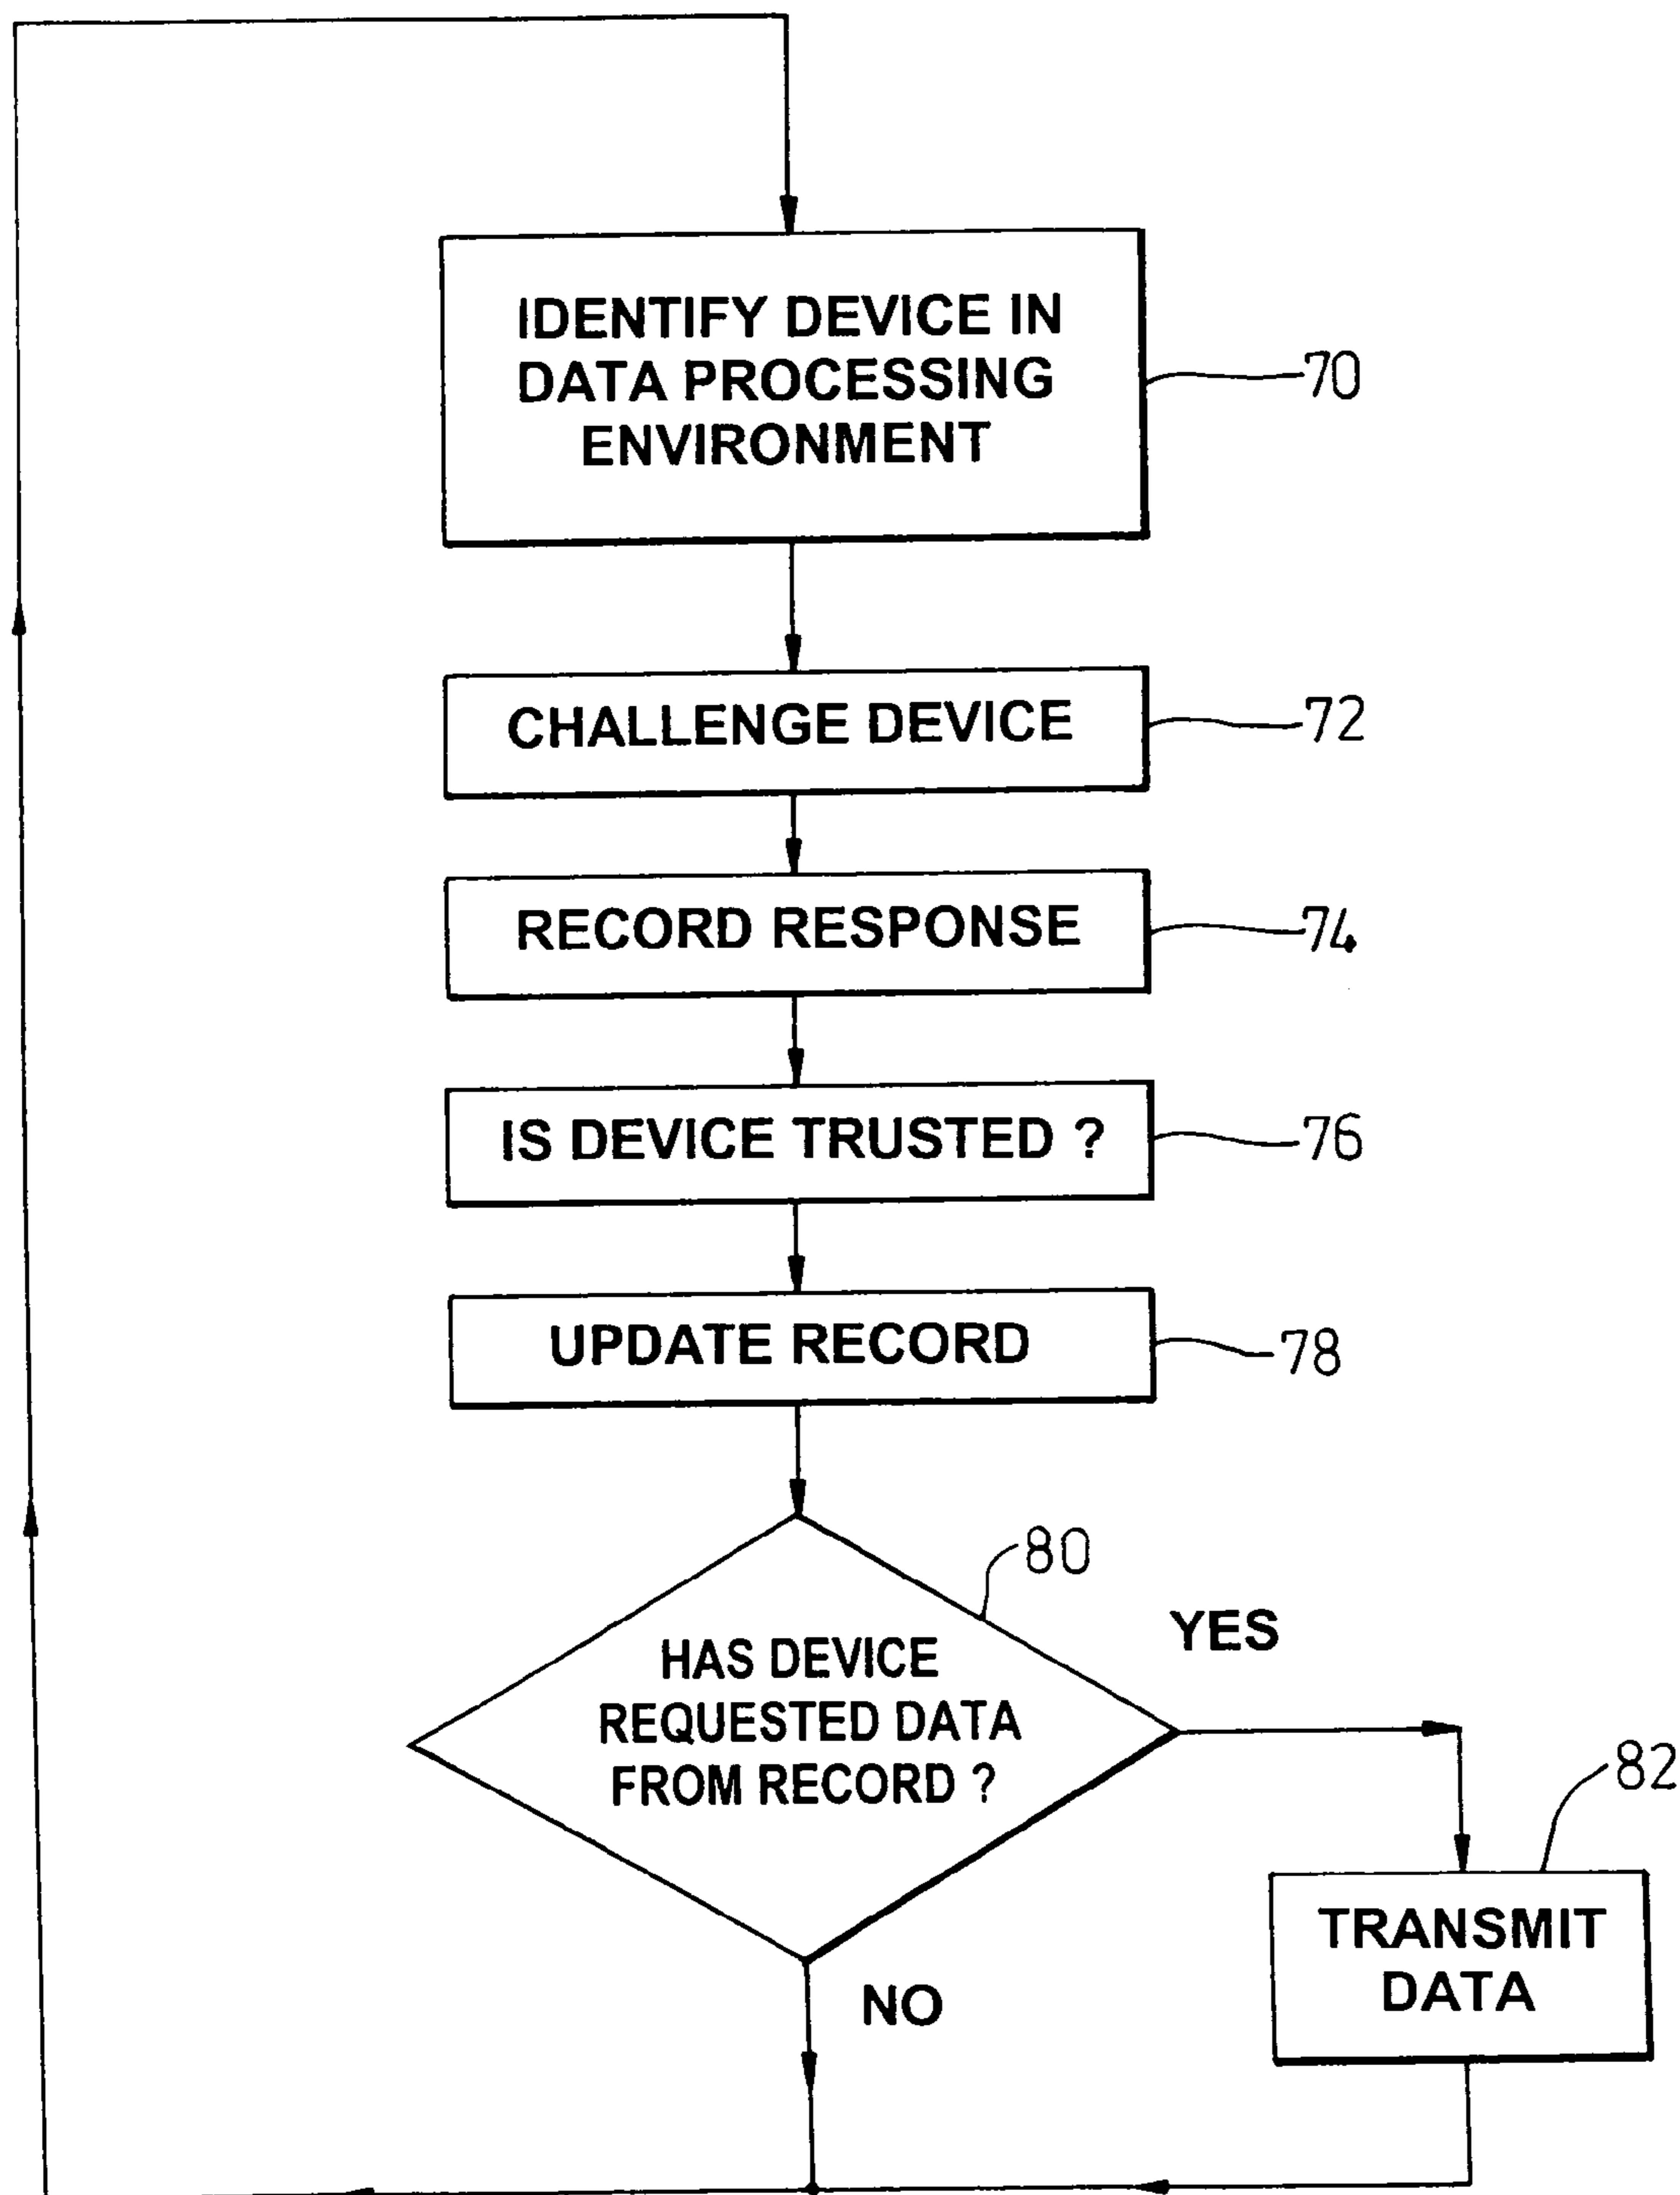 IDENTIFY DEVICE IN
DATA PROCESSING
ENVIRONMENT
70
CHALLENGE DEVICE
72
RECORD RESPONSE
74
IS DEVICE TRUSTED ?
76
UPDATE RECORD
78
80
HAS DEVICE
REQUESTED DATA
FROM RECORD ?
YES
82
TRANSMIT
DATA
NO